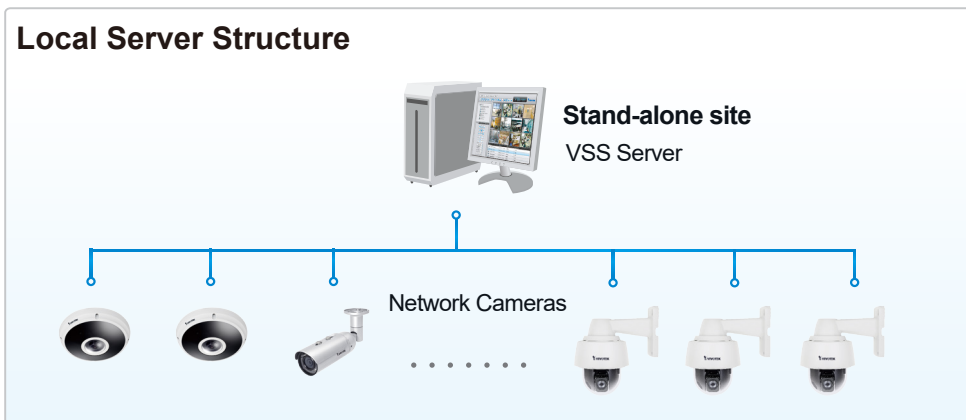 Local Server Structure
Stand-alone site
VSS Server
Network Cameras